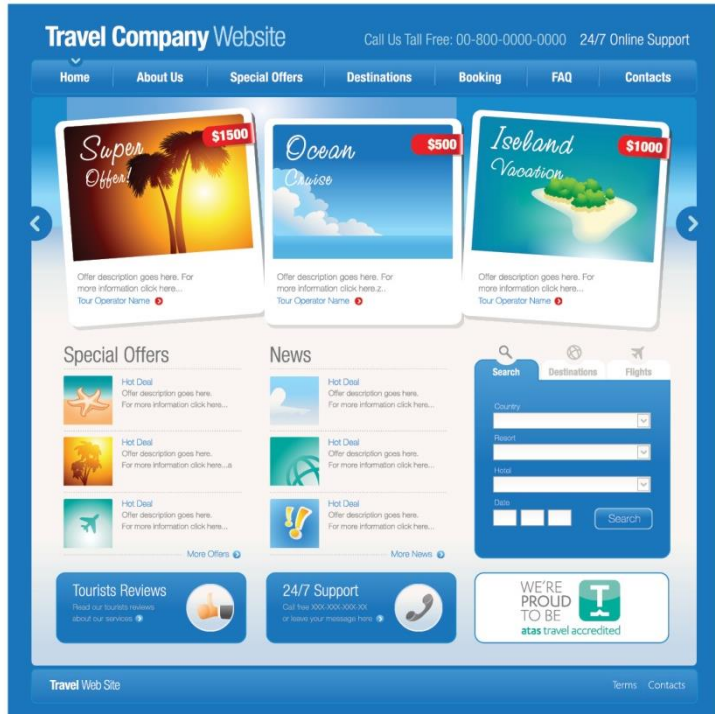 Travel Company Website
Call Us Tall Free: 00-800-0000-0000 24/7 Online Support
Home About Us Special Offers Destinations Booking FAQ Contacts
Super
Offer!
$1500
Offer description goes here. For
more information click here...
Tour Operator Name
Ocean
Cruise
$500
Offer description goes here. For
more information click here.z..
Tour Operator Name
Iseland
Vacation
$1000
Offer description goes here. For
more information click here...
Tour Operator Name
Special Offers
Hot Deal
Offer description goes here.
For more information click here...
Hot Deal
Offer description goes here.
For more information click here...a
Hot Deal
Offer description goes here.
For more information click here...
More Offers
News
Hot Deal
Offer description goes here.
For more information click here...
Hot Deal
Offer description goes here.
For more information click here...
Hot Deal
Offer description goes here.
For more information click here...
More News
Search Destinations Flights
Country
Resort
Hotel
Date
Search
Tourists Reviews
Read our tourists reviews
about our services
24/7 Support
Call free XXX-XXX-XXX-XX
or leave your message here
WE'RE
PROUD
TO BE
atas travel accredited
Travel Web Site
Terms Contacts